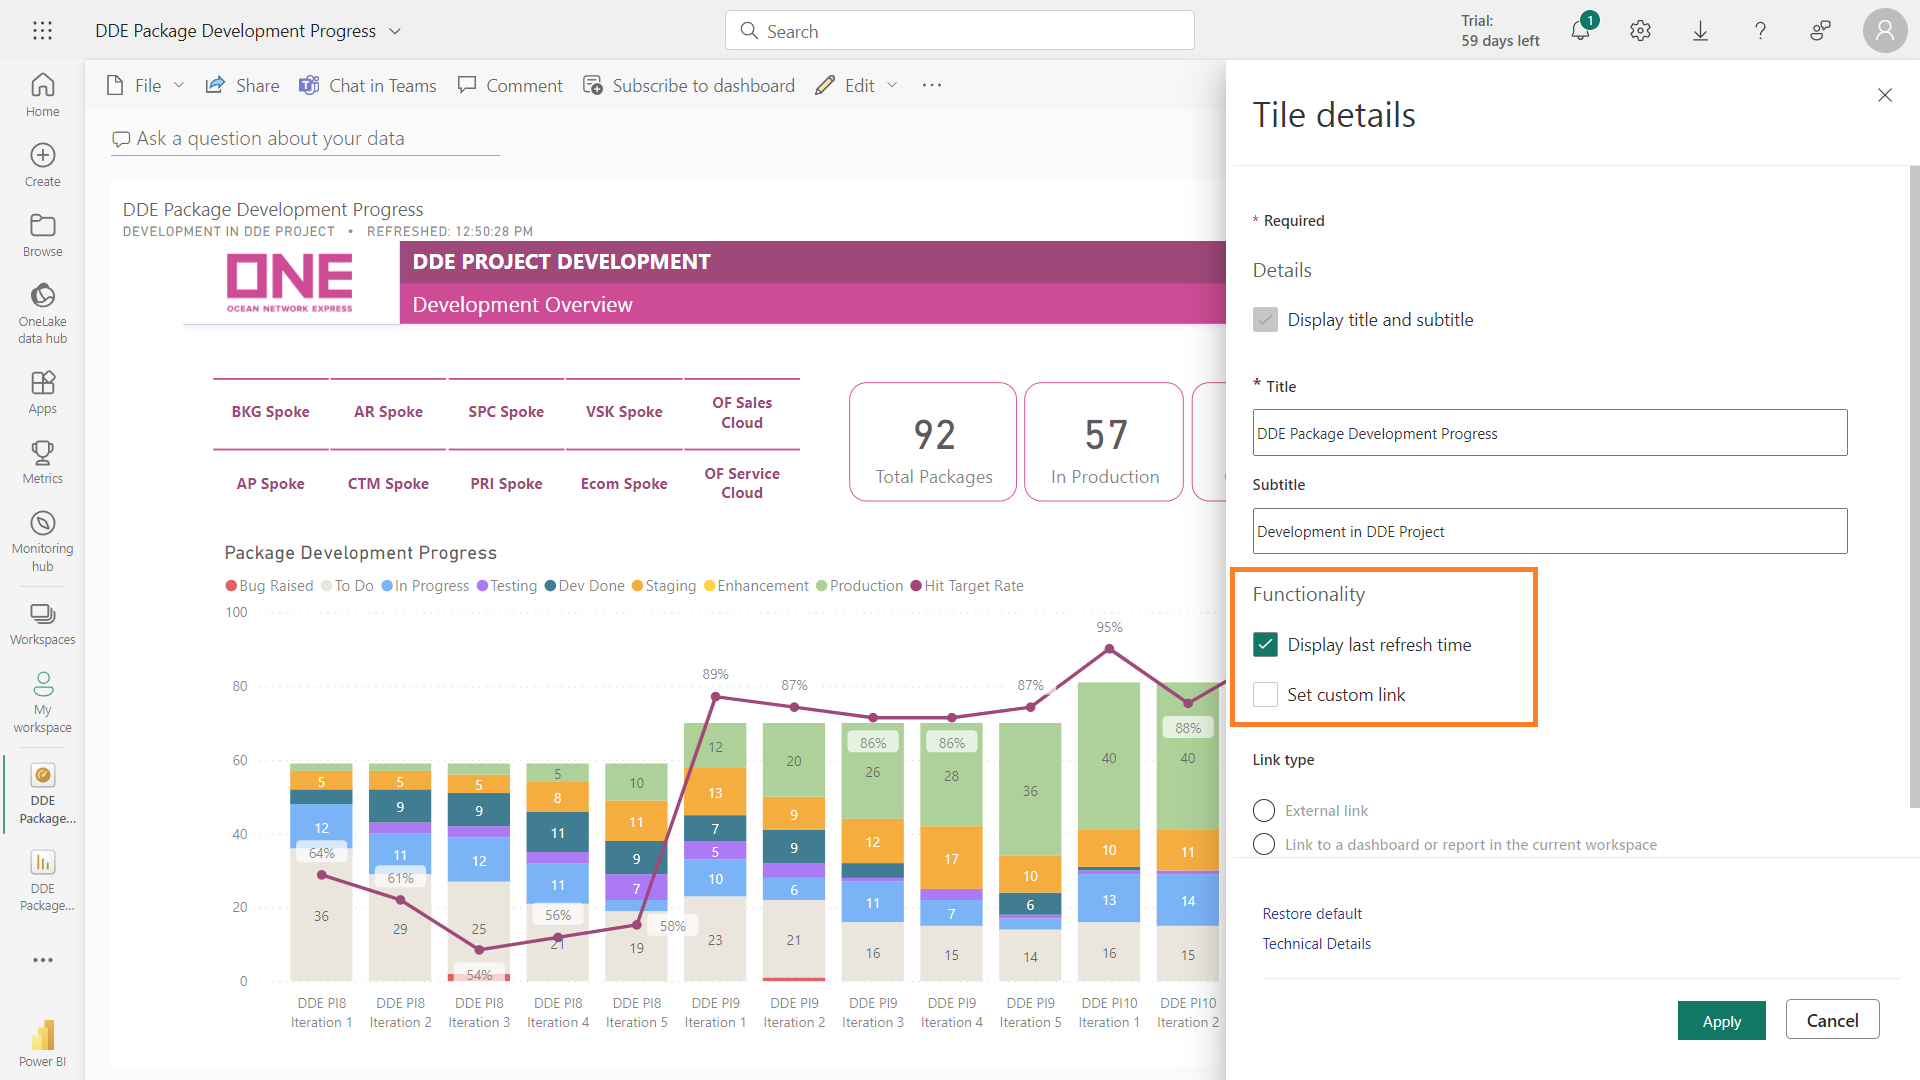 DDE Package Development Progress
Search
Trial:
59 days left
1
Home
Create
Browse
OneLake
data hub
Apps
Metrics
Monitoring
hub
Workspaces
My
workspace
DDE
Package...
DDE
Package...
Power BI
File
Share
Chat in Teams
Comment
Subscribe to dashboard
Edit
Ask a question about your data
DDE Package Development Progress
DEVELOPMENT IN DDE PROJECT • REFRESHED: 12:50:28 PM
ONE
OCEAN NETWORK EXPRESS
DDE PROJECT DEVELOPMENT
Development Overview
BKG Spoke
AR Spoke
SPC Spoke
VSK Spoke
OF Sales
Cloud
AP Spoke
CTM Spoke
PRI Spoke
Ecom Spoke
OF Service
Cloud
92
Total Packages
57
In Production
Package Development Progress
Bug Raised To Do In Progress Testing Dev Done Staging Enhancement Production Hit Target Rate
100
80
60
40
20
0
5
12
64%
36
5
9
11
61%
29
5
9
12
25
54%
5
8
11
11
56%
21
10
11
9
7
58%
19
89%
12
13
7
5
10
23
87%
20
9
9
6
21
86%
26
12
11
16
86%
28
17
7
15
87%
36
10
6
14
95%
40
10
13
16
88%
40
11
14
15
DDE PI8
Iteration 1
DDE PI8
Iteration 2
DDE PI8
Iteration 3
DDE PI8
Iteration 4
DDE PI8
Iteration 5
DDE PI9
Iteration 1
DDE PI9
Iteration 2
DDE PI9
Iteration 3
DDE PI9
Iteration 4
DDE PI9
Iteration 5
DDE PI10
Iteration 1
DDE PI10
Iteration 2
Tile details
* Required
Details
Display title and subtitle
* Title
DDE Package Development Progress
Subtitle
Development in DDE Project
Functionality
Display last refresh time
Set custom link
Link type
External link
Link to a dashboard or report in the current workspace
Restore default
Technical Details
Apply
Cancel